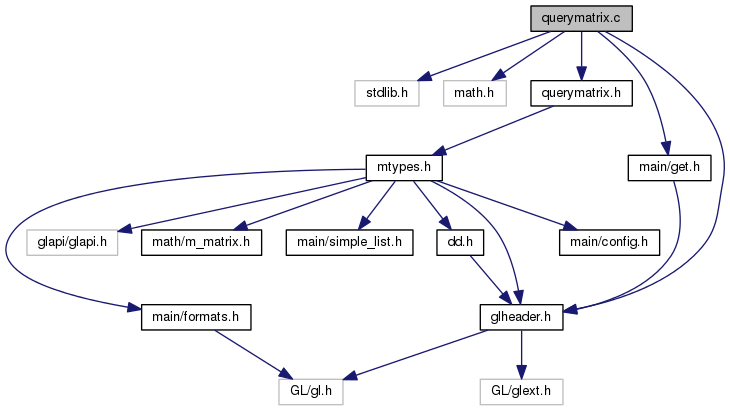 querymatrix.c
stdlib.h
math.h
querymatrix.h
mtypes.h
main/get.h
glapi/glapi.h
math/m_matrix.h
main/simple_list.h
dd.h
main/config.h
main/formats.h
glheader.h
GL/gl.h
GL/glext.h